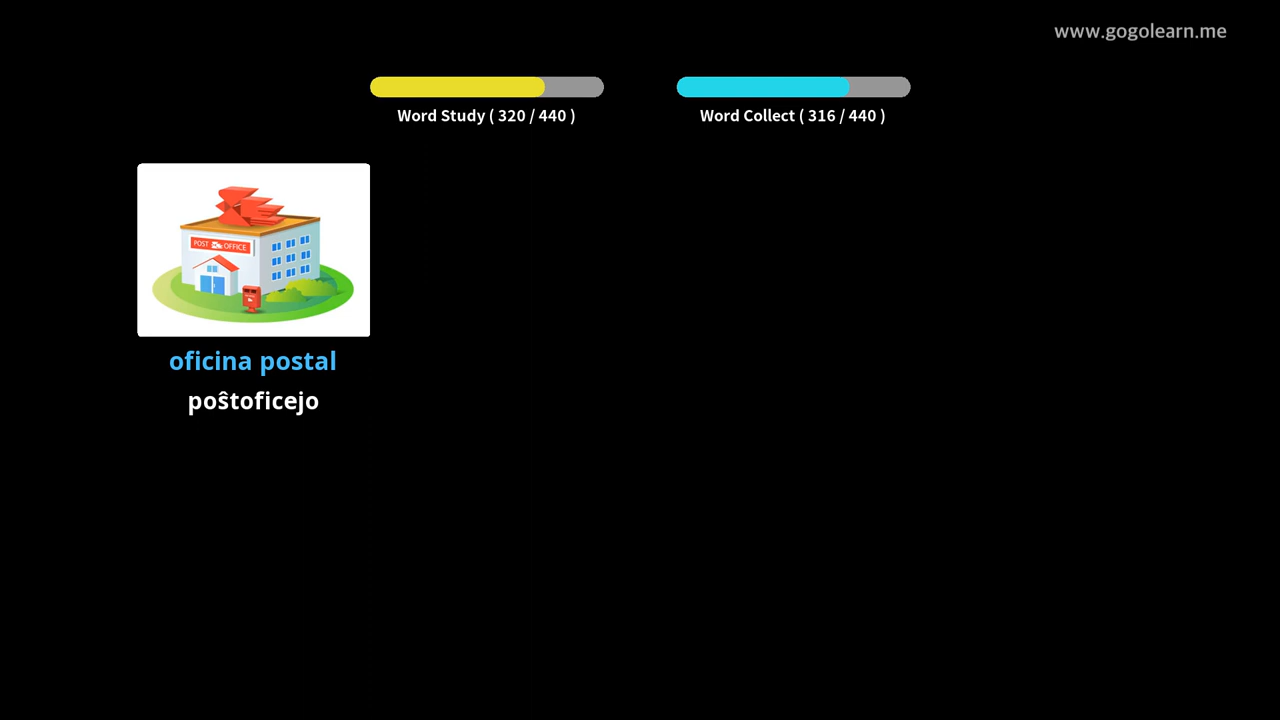 www.gogolearn.me
Word Study ( 320 / 440 )
Word Collect ( 316 / 440 )
POST OFFICE
oficina postal
poŝtoficejo